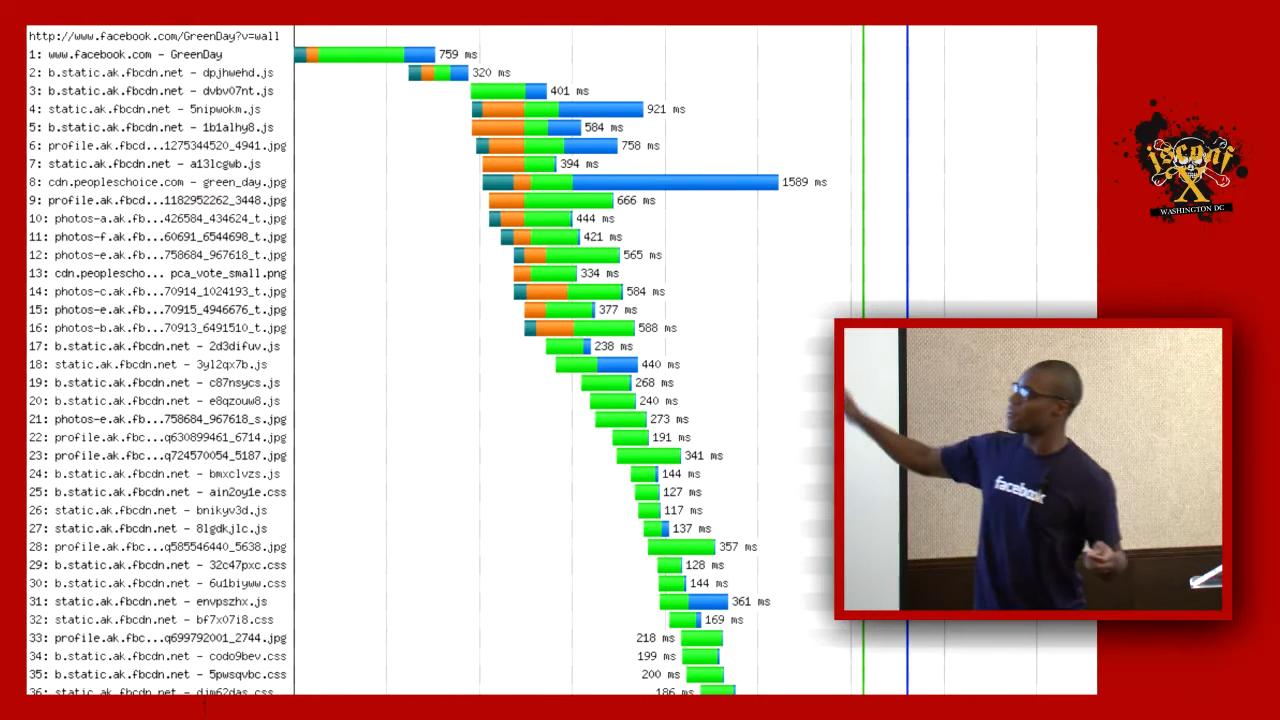 http://www.facebook.com/GreenDay?v=wall
1: www.facebook.com - GreenDay 759 ms
2: b.static.ak.fbcdn.net - dpjhwehd.js 320 ms
3: b.static.ak.fbcdn.net - dvbv07nt.js 401 ms
4: static.ak.fbcdn.net - 5nipwokm.js 921 ms
5: b.static.ak.fbcdn.net - 1b1alhy8.js 584 ms
6: profile.ak.fbcd...1275344520_4941.jpg 758 ms
7: static.ak.fbcdn.net - a13lcgwb.js 394 ms
8: cdn.peopleschoice.com - green_day.jpg 1589 ms
9: profile.ak.fbcd...1182952262_3448.jpg 666 ms
10: photos-a.ak.fb...426584_434624_t.jpg 444 ms
11: photos-f.ak.fb...60691_6544698_t.jpg 421 ms
12: photos-e.ak.fb...758684_967618_t.jpg 565 ms
13: cdn.peoplescho... pca_vote_small.png 334 ms
14: photos-c.ak.fb...70914_1024193_t.jpg 584 ms
15: photos-e.ak.fb...70915_4946676_t.jpg 377 ms
16: photos-b.ak.fb...70913_6491510_t.jpg 588 ms
17: b.static.ak.fbcdn.net - 2d3difuv.js 238 ms
18: static.ak.fbcdn.net - 3yl2qx7b.js 440 ms
19: b.static.ak.fbcdn.net - c87nsycs.js 268 ms
20: b.static.ak.fbcdn.net - e8qzouw8.js 240 ms
21: photos-e.ak.fb...758684_967618_s.jpg 273 ms
22: profile.ak.fbc...q630899461_6714.jpg 191 ms
23: profile.ak.fbc...q724570054_5187.jpg 341 ms
24: b.static.ak.fbcdn.net - bmxclvzs.js 144 ms
25: b.static.ak.fbcdn.net - ain2oy1e.css 127 ms
26: b.static.ak.fbcdn.net - bnikyv3d.js 117 ms
27: static.ak.fbcdn.net - 8lgdkjlc.js 137 ms
28: profile.ak.fbc...q585546440_5638.jpg 357 ms
29: b.static.ak.fbcdn.net - 32c47pxc.css 128 ms
30: b.static.ak.fbcdn.net - 6u1biyww.css 144 ms
31: static.ak.fbcdn.net - envpszhx.js 361 ms
32: static.ak.fbcdn.net - bf7x07i8.css 169 ms
33: profile.ak.fbc...q699792001_2744.jpg 218 ms
34: b.static.ak.fbcdn.net - codo9bev.css 199 ms
35: b.static.ak.fbcdn.net - 5pwsqvbc.css 200 ms
36: static.ak.fbcdn.net - djm62das.css 186 ms
jsconf
X
WASHINGTON DC
facebook